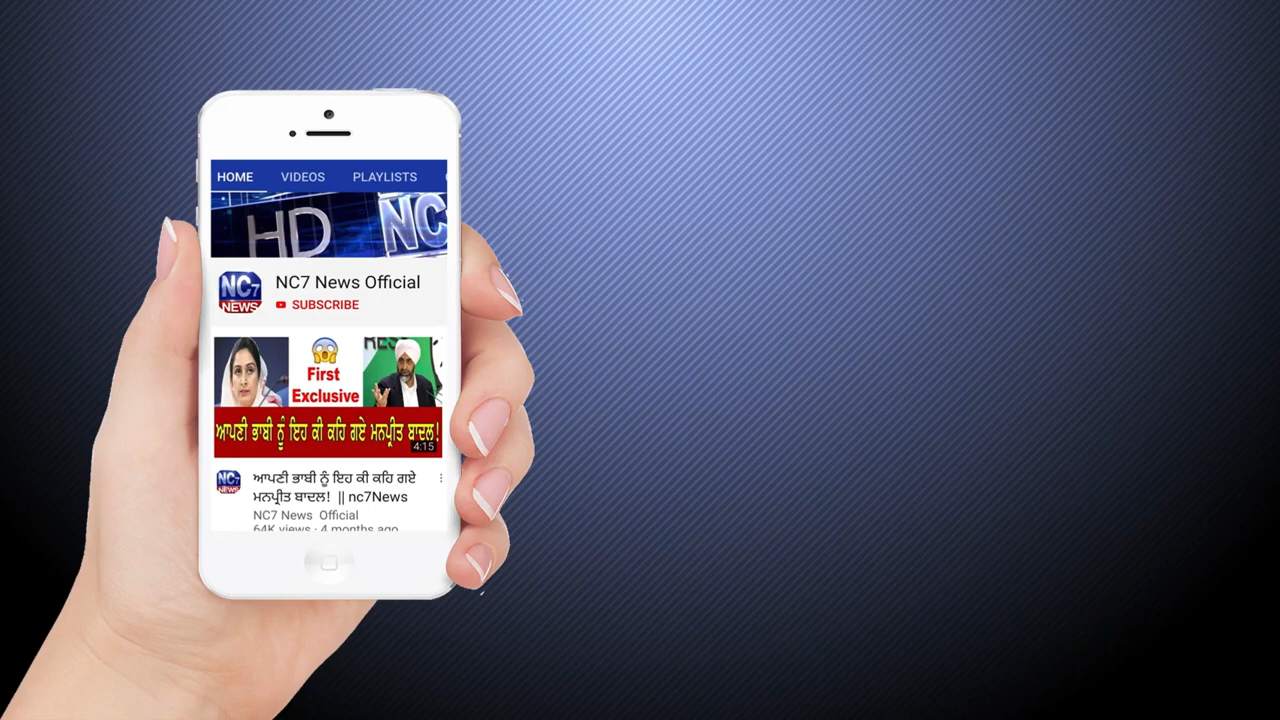 HOME VIDEOS PLAYLISTS
HD NC
NC7 NEWS
NC7 News Official
SUBSCRIBE
First
Exclusive
ਆਪਣੀ ਭਾਬੀ ਨੂੰ ਇਹ ਕੀ ਕਹਿ ਗਏ ਮਨਪ੍ਰੀਤ ਬਾਦਲ!
4:15
NC7 NEWS
ਆਪਣੀ ਭਾਬੀ ਨੂੰ ਇਹ ਕੀ ਕਹਿ ਗਏ
ਮਨਪ੍ਰੀਤ ਬਾਦਲ! || nc7News
NC7 News Official
64K views · 4 months ago